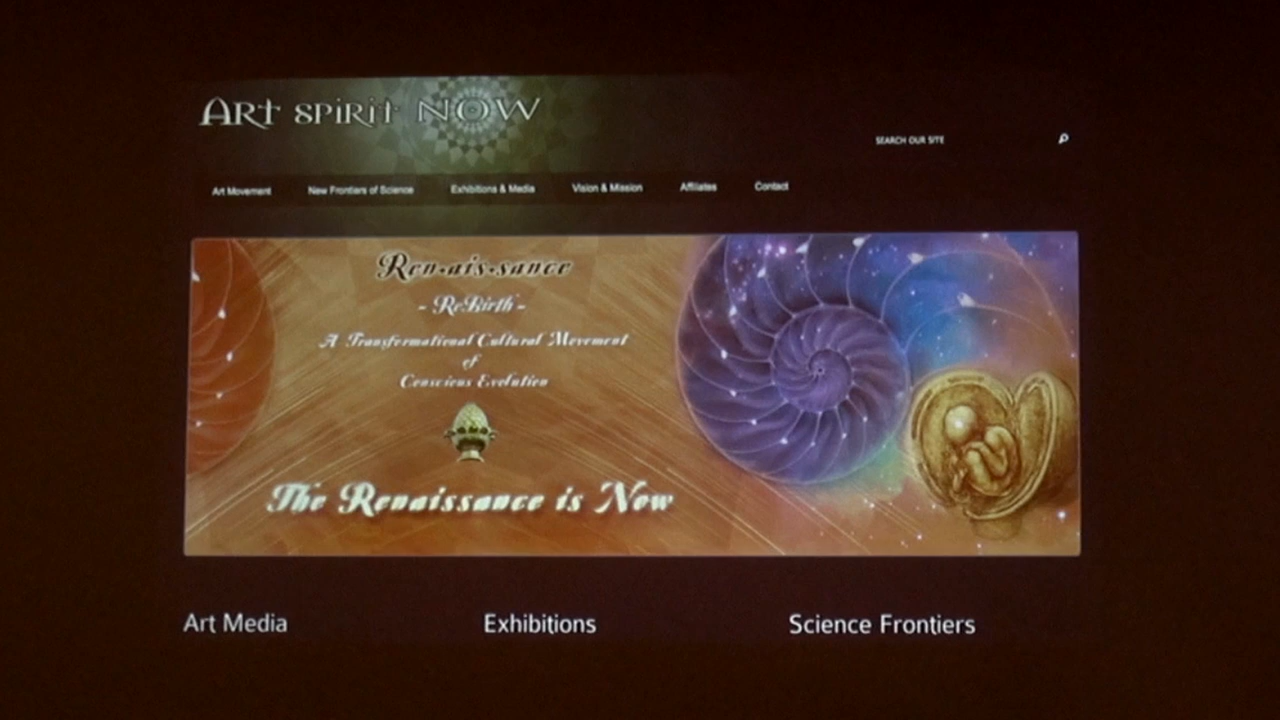 Art spirit NOW
SEARCH OUR SITE
Art Movement New Frontiers of Science Exhibitions & Media Vision & Mission Affiliates Contact
Ren•ais•sance
- ReBirth -
A Transformational Cultural Movement
of
Conscious Evolution
The Renaissance is Now
Art Media Exhibitions Science Frontiers